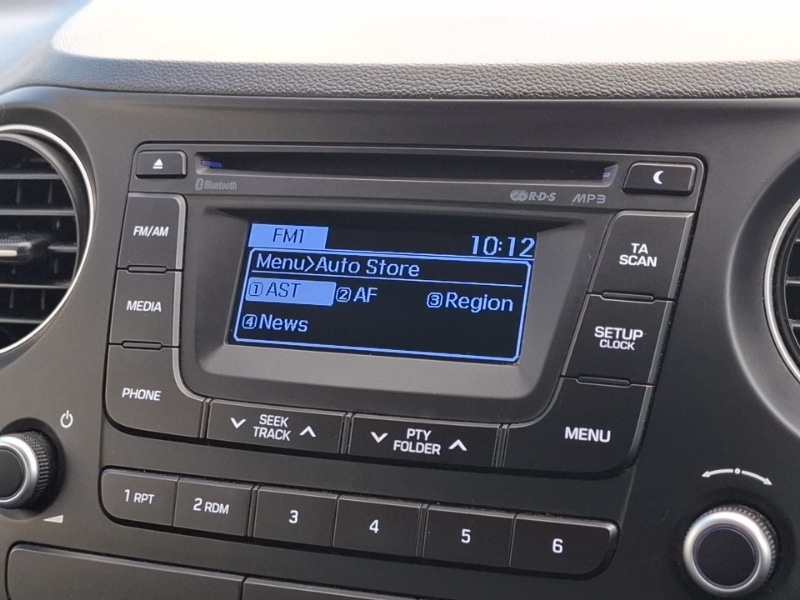 Bluetooth
R·D·S MP3
FM/AM
MEDIA
PHONE
FM1 10:12
Menu>Auto Store
①AST ②AF ③Region
④News
TA
SCAN
SETUP
CLOCK
SEEK
TRACK
PTY
FOLDER
MENU
1 RPT 2 RDM 3 4 5 6